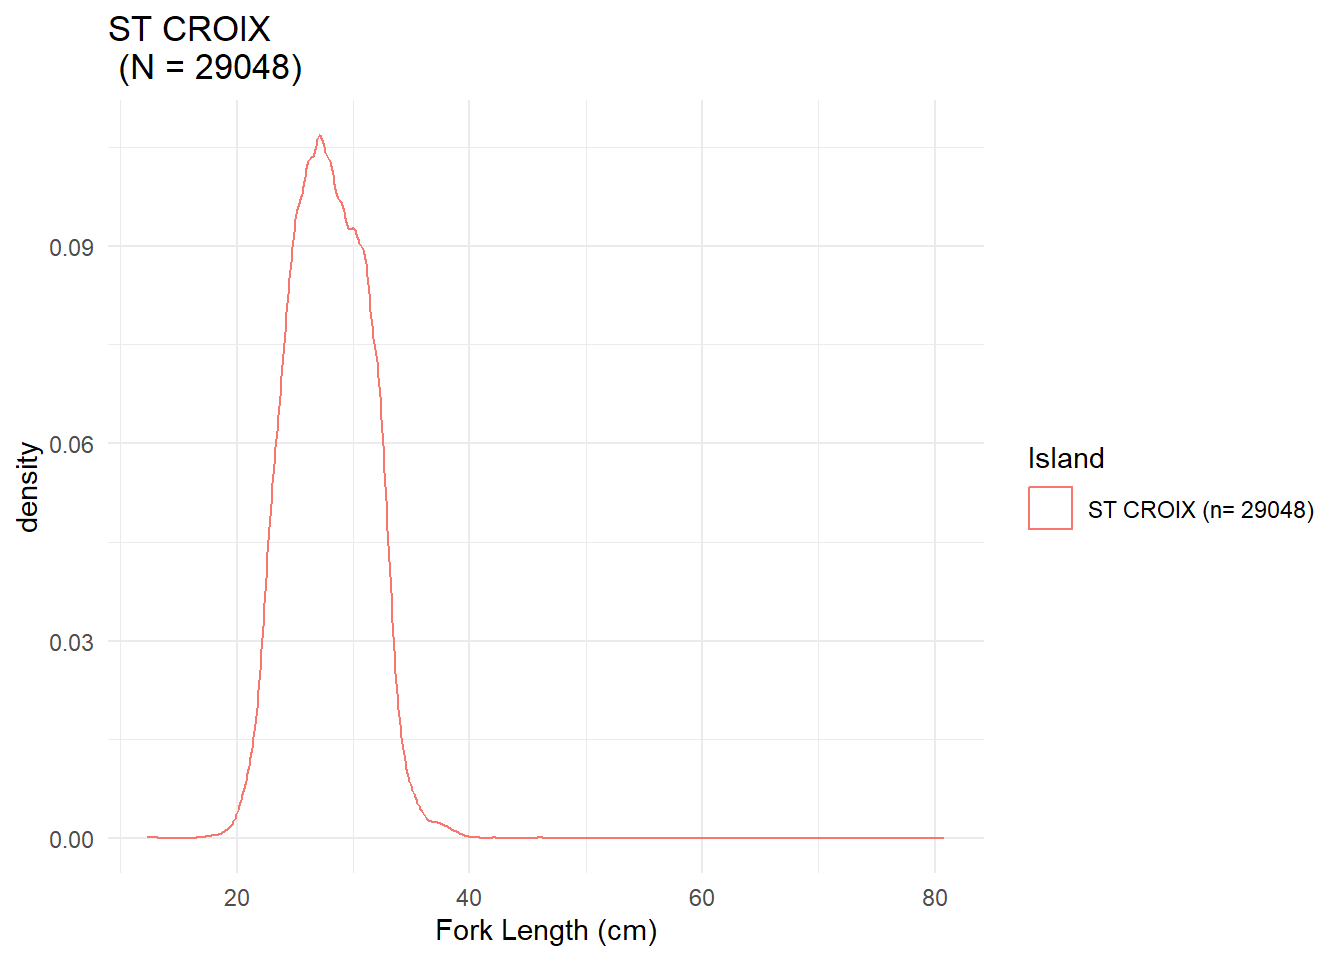 ST CROIX
(N = 29048)
0.09
0.06
0.03
0.00
density
20
40
60
80
Fork Length (cm)
Island
ST CROIX (n= 29048)